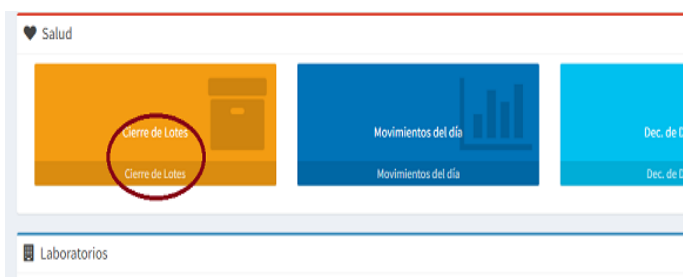 Salud
Cierre de Lotes
Movimientos del día
Dec. de D
Cierre de Lotes
Movimientos del día
Dec. de D
Laboratorios